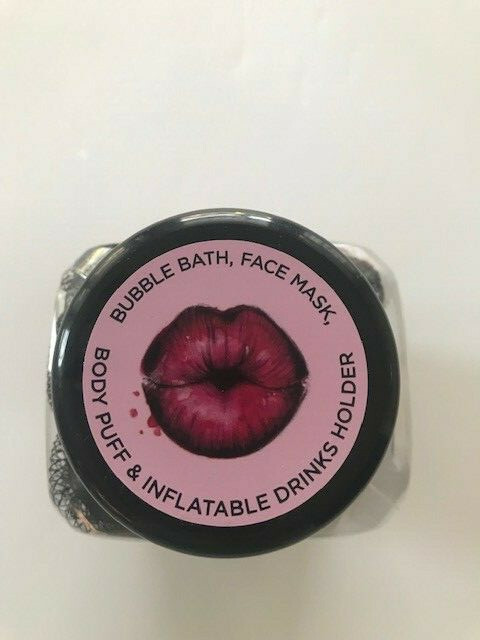 BUBBLE BATH, FACE MASK,
BODY PUFF & INFLATABLE DRINKS HOLDER